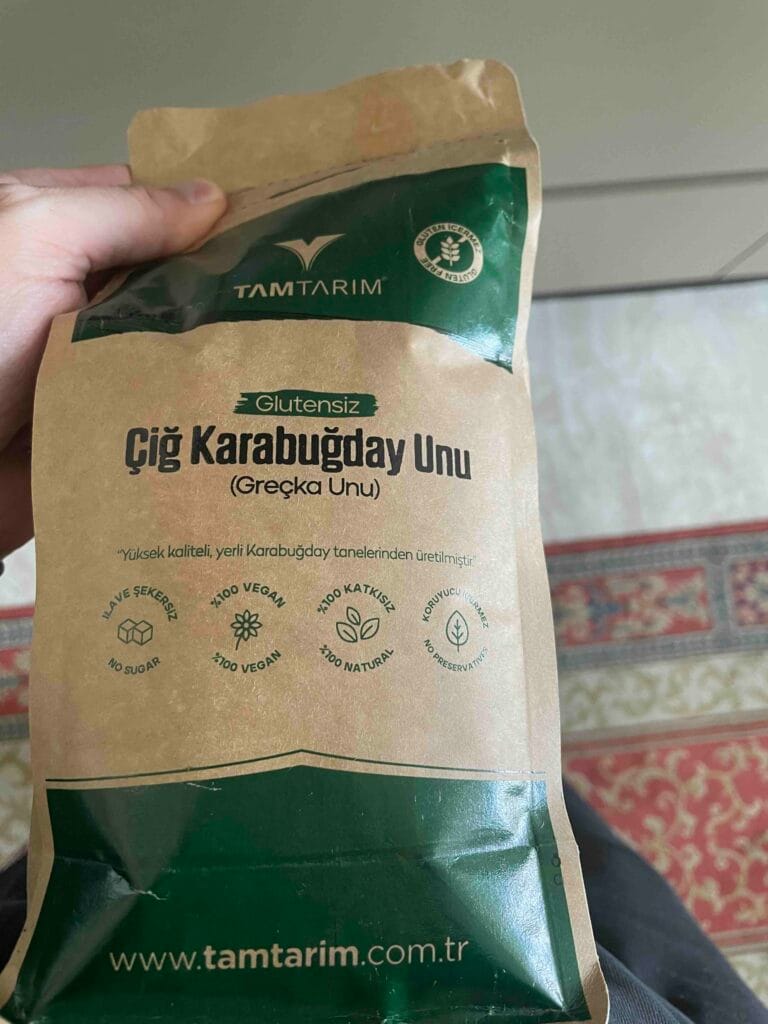 TAMTARIM
GLUTEN İÇERMEZ
GLUTEN FREE
Glutensiz
Çiğ Karabuğday Unu
(Greçka Unu)
"Yüksek kaliteli, yerli Karabuğday tanelerinden üretilmiştir"
İLAVE ŞEKERSİZ
NO SUGAR
%100 VEGAN
%100 VEGAN
%100 KATKISIZ
%100 NATURAL
KORUYUCU İÇERMEZ
NO PRESERVATIVES
www.tamtarim.com.tr